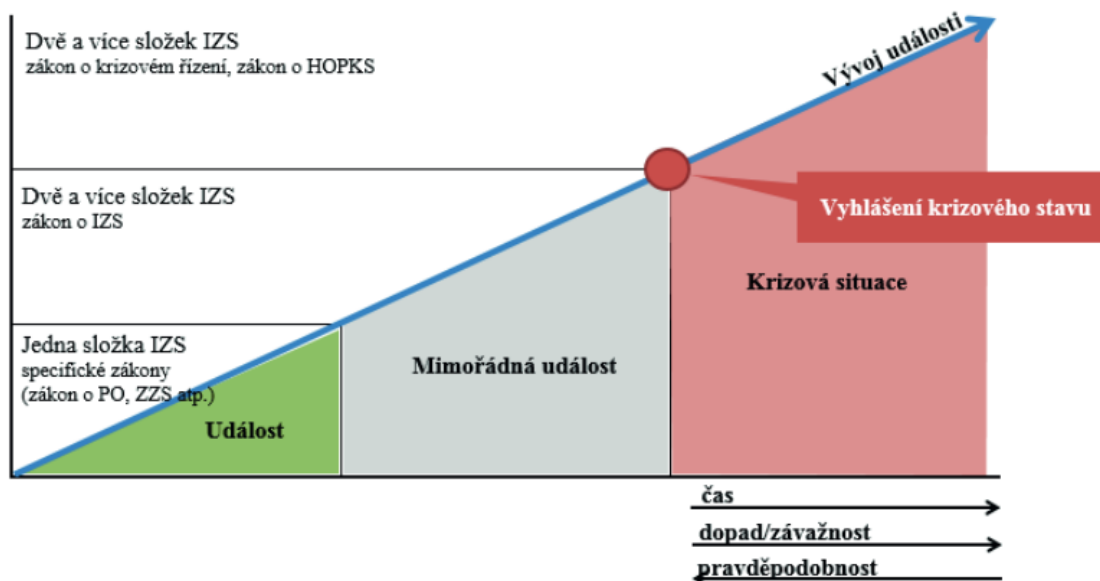 Dvě a více složek IZS
zákon o krizovém řízení, zákon o HOPKS
Vývoj události
Dvě a více složek IZS
zákon o IZS
Vyhlášení krizového stavu
Krizová situace
Jedna složka IZS
specifické zákony
(zákon o PO, ZZS atp.)
Mimořádná událost
Událost
čas
dopad/závažnost
pravděpodobnost